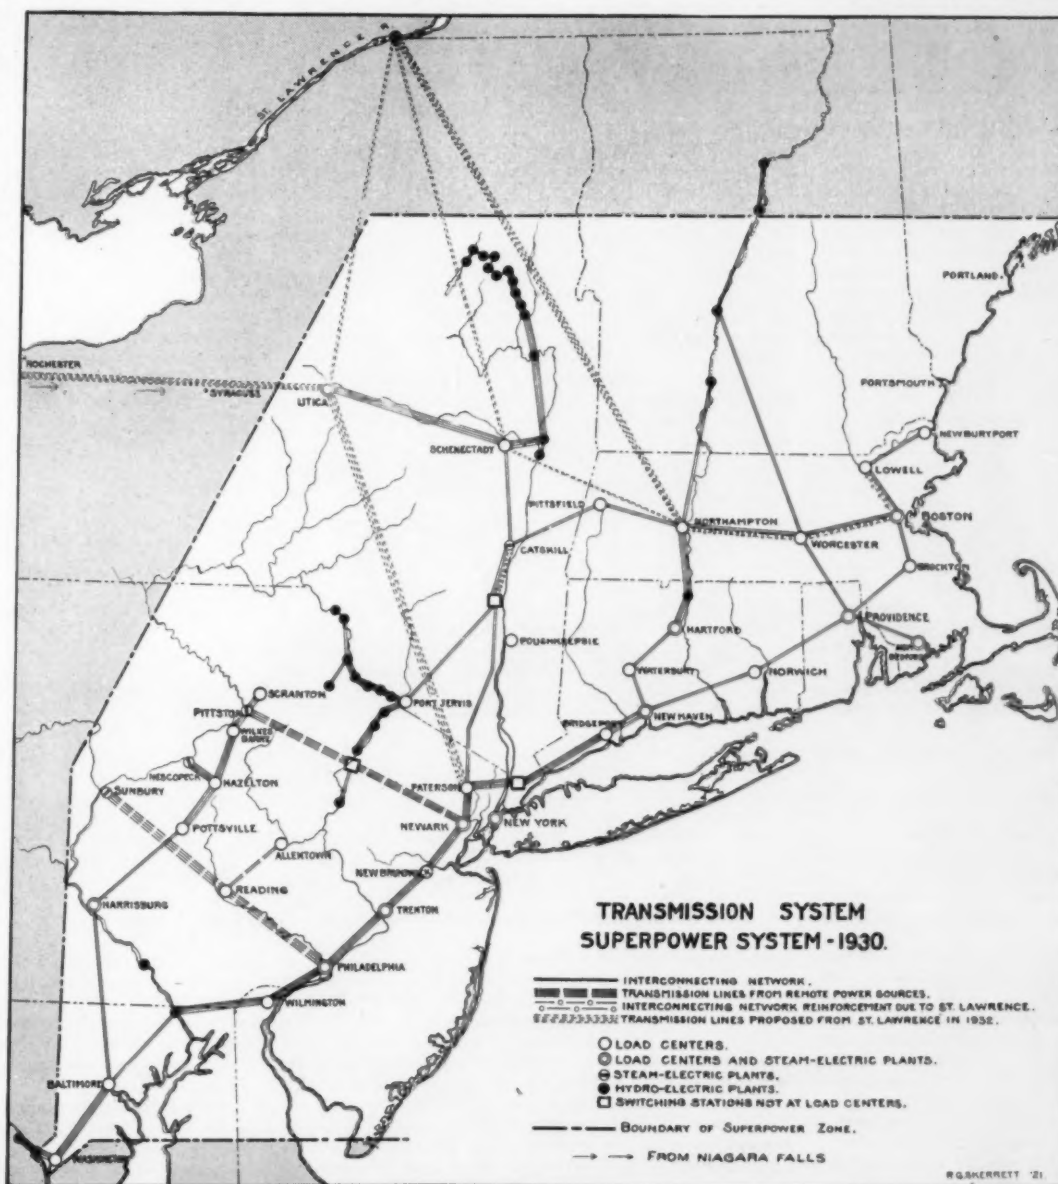 ST. LAWRENCE R.
PORTLAND.
ROCHESTER
SYRACUSE
UTICA
PORTSMOUTH
SCHENECTADY
NEWBURYPORT
LOWELL
PITTSFIELD
NORTHAMPTON
BOSTON
WORCESTER
CATSKILL
BROCKTON
POUGHKEEPSIE
HARTFORD
PROVIDENCE
NEW BEDFORD
WATERBURY
NORWICH
SCRANTON
PITTSTON
PORT JERVIS
WILKES BARRE
BRIDGEPORT
NEW HAVEN
NESCOPECK
HAZELTON
SUNBURY
PATERSON
POTTSVILLE
NEWARK
NEW YORK
ALLENTOWN
NEW BRUNS
READING
HARRISBURG
TRENTON
PHILADELPHIA
WILMINGTON
BALTIMORE
WASHINGTON
TRANSMISSION SYSTEM
SUPERPOWER SYSTEM - 1930.
INTERCONNECTING NETWORK.
TRANSMISSION LINES FROM REMOTE POWER SOURCES.
INTERCONNECTING NETWORK REINFORCEMENT DUE TO ST. LAWRENCE.
TRANSMISSION LINES PROPOSED FROM ST. LAWRENCE IN 1932.
LOAD CENTERS.
LOAD CENTERS AND STEAM-ELECTRIC PLANTS.
STEAM-ELECTRIC PLANTS.
HYDRO-ELECTRIC PLANTS.
SWITCHING STATIONS NOT AT LOAD CENTERS.
BOUNDARY OF SUPERPOWER ZONE.
FROM NIAGARA FALLS
R.G. SKERRETT '21